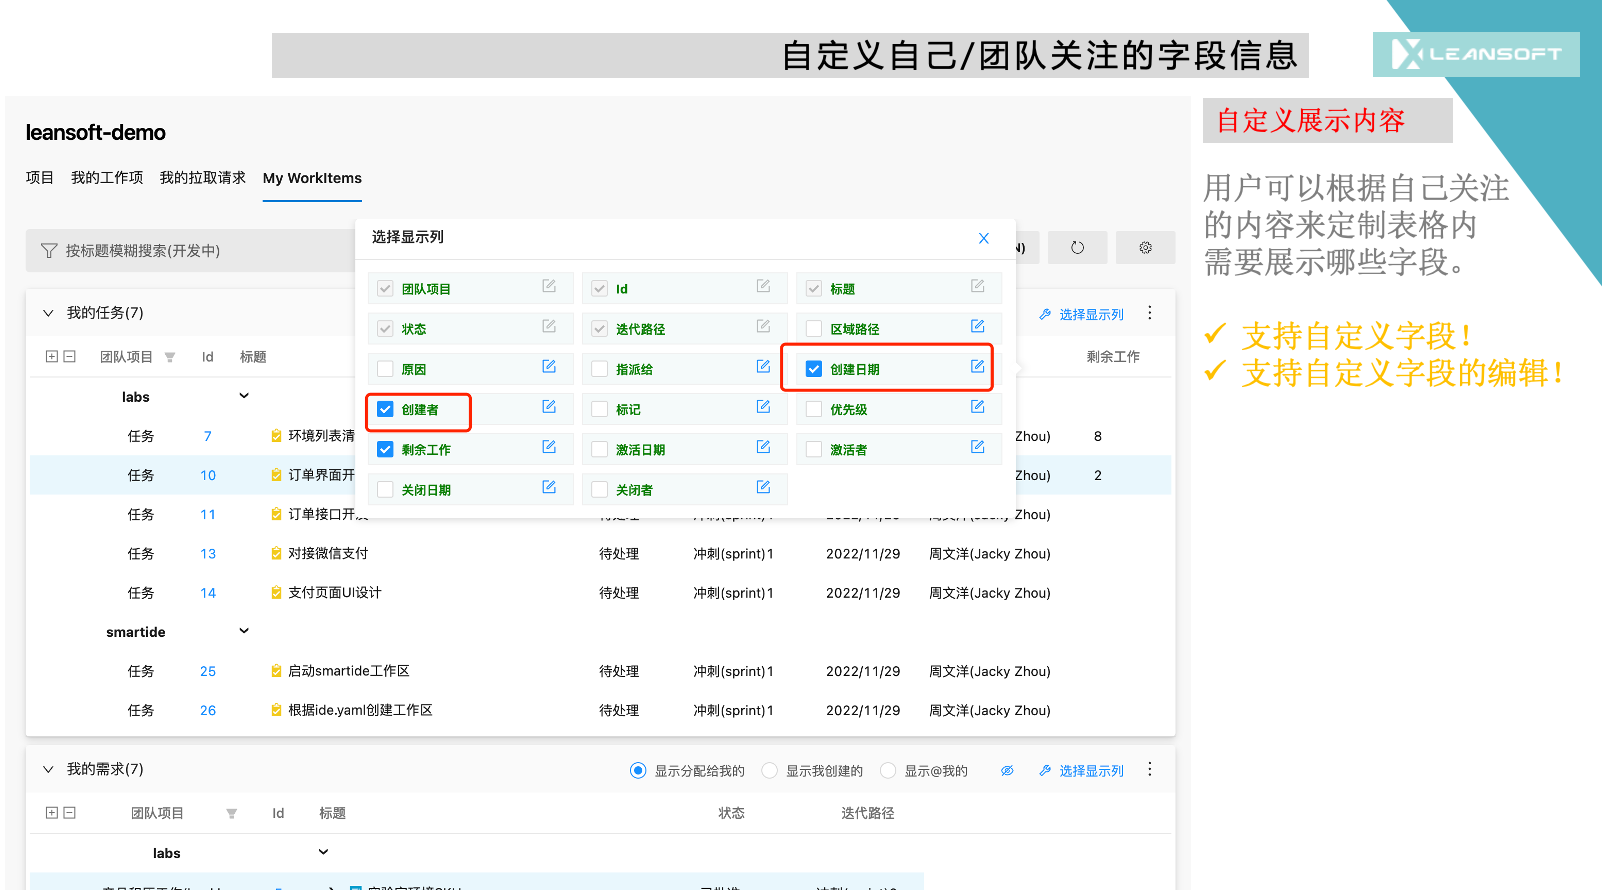 自定义自己/团队关注的字段信息
LEANSOFT
自定义展示内容
用户可以根据自己关注
的内容来定制表格内
需要展示哪些字段。
✓ 支持自定义字段！
✓ 支持自定义字段的编辑！
leansoft-demo
项目 我的工作项 我的拉取请求 My WorkItems
按标题模糊搜索(开发中)
选择显示列
团队项目 Id 标题
状态 迭代路径 区域路径
原因 指派给 创建日期
创建者 标记 优先级
剩余工作 激活日期 激活者
关闭日期 关闭者
我的任务(7) 选择显示列
团队项目 Id 标题 剩余工作
labs
任务 7 环境列表清 Zhou) 8
任务 10 订单界面开 Zhou) 2
任务 11 订单接口开发 待处理 冲刺(sprint)1 2022/11/29 周文洋(Jacky Zhou)
任务 13 对接微信支付 待处理 冲刺(sprint)1 2022/11/29 周文洋(Jacky Zhou)
任务 14 支付页面UI设计 待处理 冲刺(sprint)1 2022/11/29 周文洋(Jacky Zhou)
smartide
任务 25 启动smartide工作区 待处理 冲刺(sprint)1 2022/11/29 周文洋(Jacky Zhou)
任务 26 根据ide.yaml创建工作区 待处理 冲刺(sprint)1 2022/11/29 周文洋(Jacky Zhou)
我的需求(7) 显示分配给我的 显示我创建的 显示@我的 选择显示列
团队项目 Id 标题 状态 迭代路径
labs